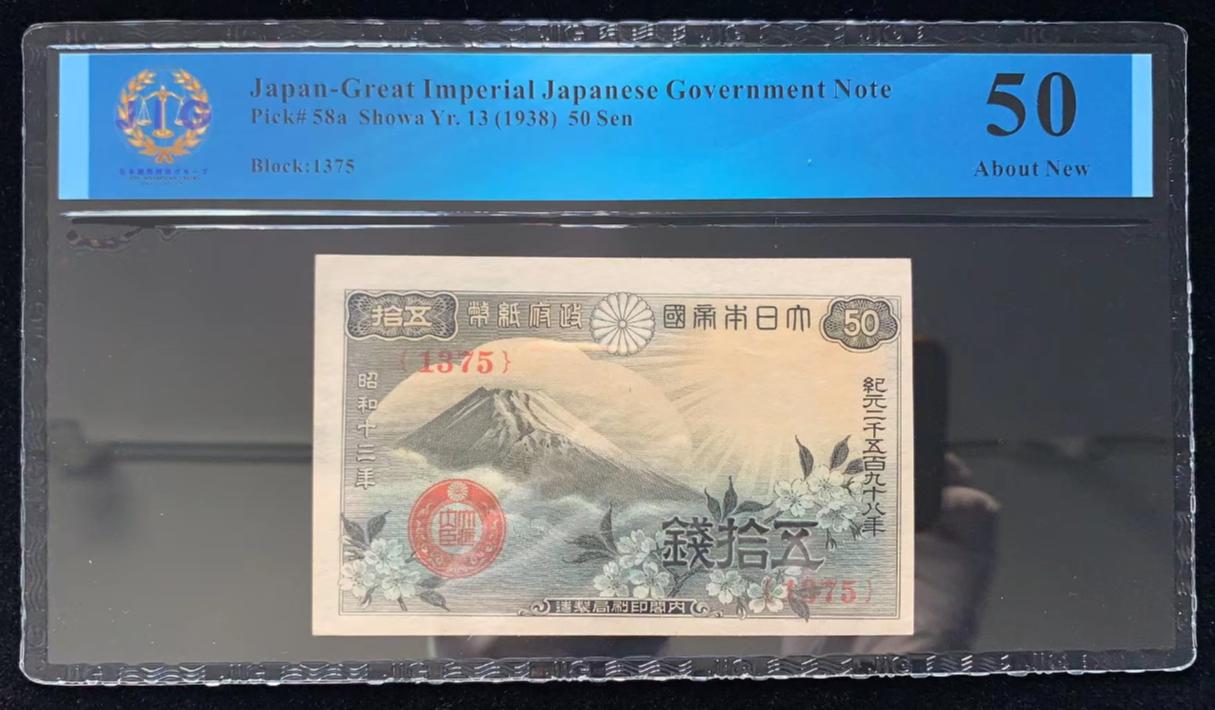 JIG
Japan-Great Imperial Japanese Government Note
Pick# 58a Showa Yr. 13 (1938) 50 Sen
Block:1375
50
About New
50
大日本帝國政府紙幣
五拾
{1375}
紀元二千五百九十八年
昭和十三年
五拾錢
{1375}
内閣印刷局製造